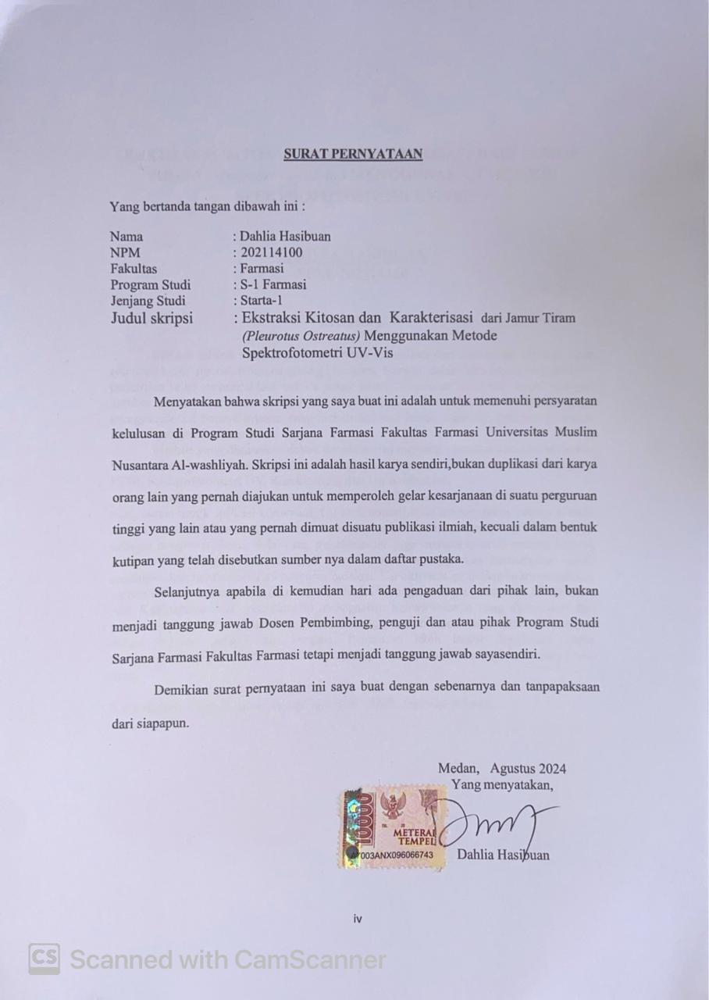 SURAT PERNYATAAN
Yang bertanda tangan dibawah ini :
Nama : Dahlia Hasibuan
NPM : 202114100
Fakultas : Farmasi
Program Studi : S-1 Farmasi
Jenjang Studi : Starta-1
Judul skripsi : Ekstraksi Kitosan dan Karakterisasi dari Jamur Tiram
(Pleurotus Ostreatus) Menggunakan Metode
Spektrofotometri UV-Vis
Menyatakan bahwa skripsi yang saya buat ini adalah untuk memenuhi persyaratan
kelulusan di Program Studi Sarjana Farmasi Fakultas Farmasi Universitas Muslim
Nusantara Al-washliyah. Skripsi ini adalah hasil karya sendiri,bukan duplikasi dari karya
orang lain yang pernah diajukan untuk memperoleh gelar kesarjanaan di suatu perguruan
tinggi yang lain atau yang pernah dimuat disuatu publikasi ilmiah, kecuali dalam bentuk
kutipan yang telah disebutkan sumber nya dalam daftar pustaka.
Selanjutnya apabila di kemudian hari ada pengaduan dari pihak lain, bukan
menjadi tanggung jawab Dosen Pembimbing, penguji dan atau pihak Program Studi
Sarjana Farmasi Fakultas Farmasi tetapi menjadi tanggung jawab sayasendiri.
Demikian surat pernyataan ini saya buat dengan sebenarnya dan tanpapaksaan
dari siapapun.
Medan, Agustus 2024
Yang menyatakan,
10000
TGL. 20
METERAI
TEMPEL
003ANX096066743
Dahlia Hasibuan
iv
CS Scanned with CamScanner